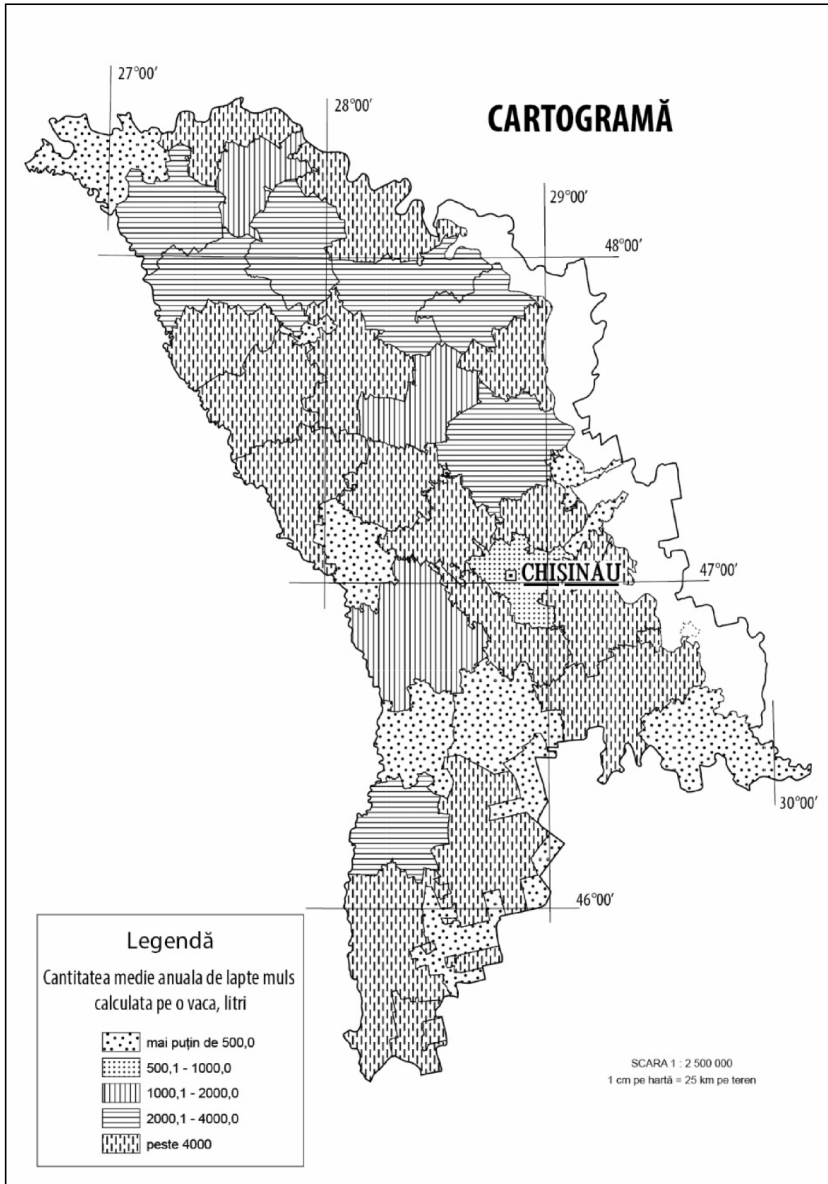 27°00'
28°00'
CARTOGRAMĂ
29°00'
48°00'
CHIȘINĂU
47°00'
30°00'
46°00'
Legendă
Cantitatea medie anuala de lapte muls
calculata pe o vaca, litri
mai puțin de 500,0
500,1 - 1000,0
1000,1 - 2000,0
2000,1 - 4000,0
peste 4000
SCARA 1 : 2 500 000
1 cm pe hartă = 25 km pe teren